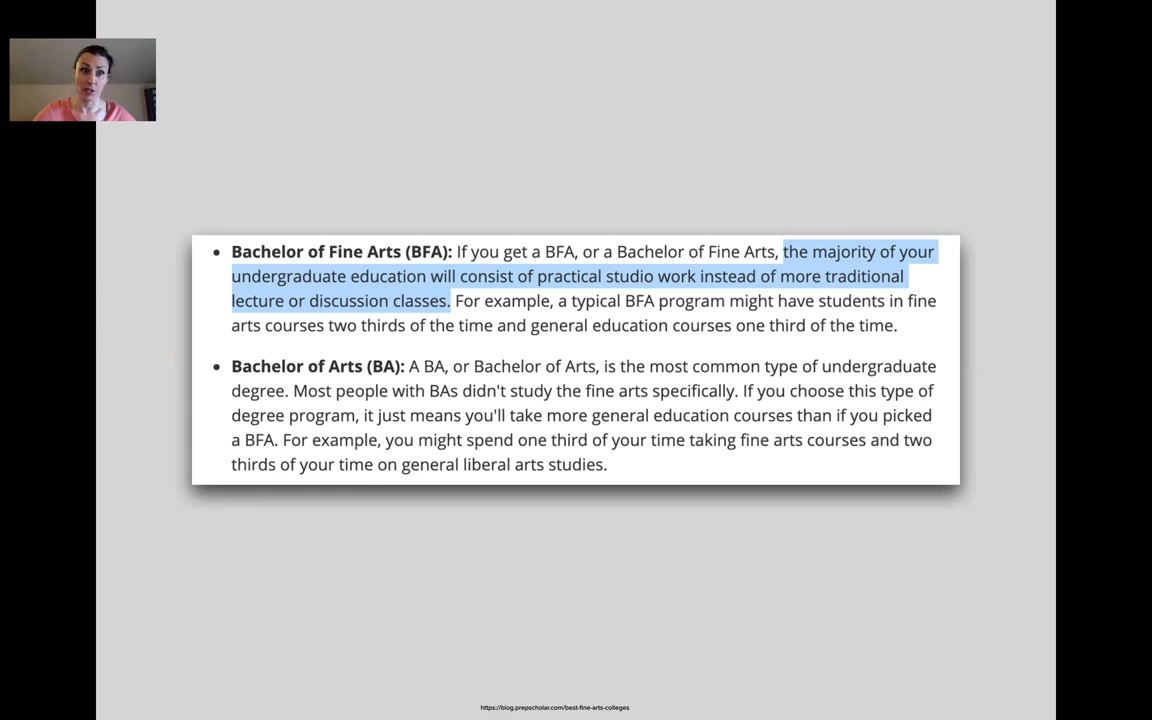 Bachelor of Fine Arts (BFA): If you get a BFA, or a Bachelor of Fine Arts, the majority of your
undergraduate education will consist of practical studio work instead of more traditional
lecture or discussion classes. For example, a typical BFA program might have students in fine
arts courses two thirds of the time and general education courses one third of the time.
Bachelor of Arts (BA): A BA, or Bachelor of Arts, is the most common type of undergraduate
degree. Most people with BAs didn't study the fine arts specifically. If you choose this type of
degree program, it just means you'll take more general education courses than if you picked
a BFA. For example, you might spend one third of your time taking fine arts courses and two
thirds of your time on general liberal arts studies.
https://blog.prepscholar.com/best-fine-arts-colleges